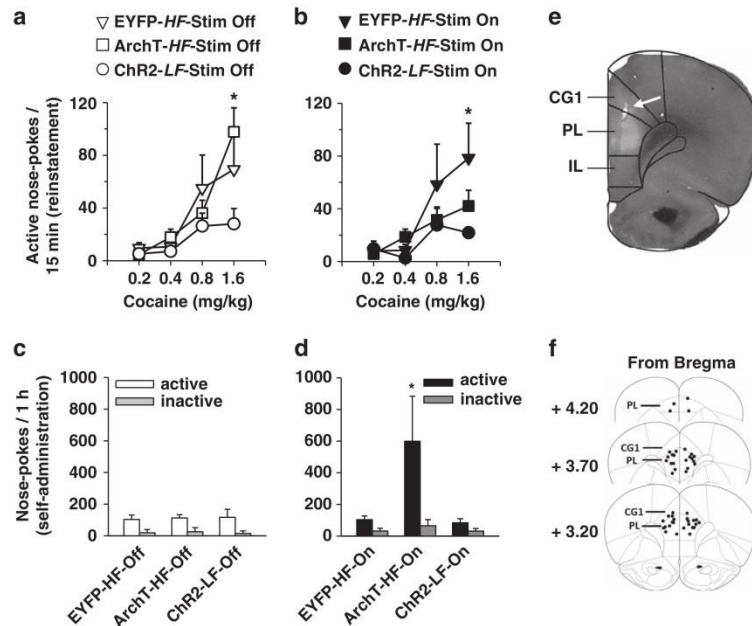 a
EYFP-HF-Stim Off
ArchT-HF-Stim Off
ChR2-LF-Stim Off
Active nose-pokes /
15 min (reinstatement)
120
80
40
0
*
0.2 0.4 0.8 1.6
Cocaine (mg/kg)
b
EYFP-HF-Stim On
ArchT-HF-Stim On
ChR2-LF-Stim On
120
80
40
0
*
0.2 0.4 0.8 1.6
Cocaine (mg/kg)
e
CG1
PL
IL
c
Nose-pokes / 1 h
(self-administration)
1000
800
600
400
200
0
active
inactive
EYFP-HF-Off
ArchT-HF-Off
ChR2-LF-Off
d
1000
800
600
400
200
0
active
inactive
*
EYFP-HF-On
ArchT-HF-On
ChR2-LF-On
f
From Bregma
+ 4.20
PL
+ 3.70
CG1
PL
+ 3.20
CG1
PL